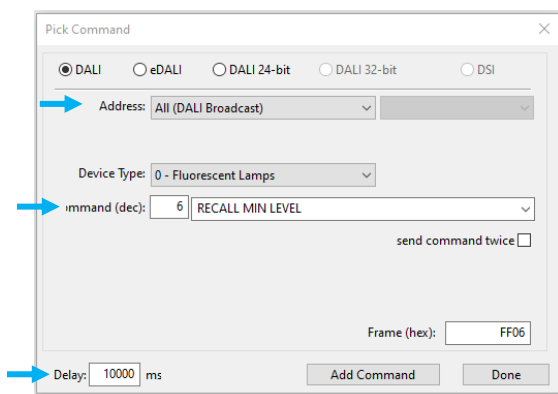 Pick Command
DALI eDALI DALI 24-bit DALI 32-bit DSI
Address: All (DALI Broadcast)
Device Type: 0 - Fluorescent Lamps
ommand (dec): 6 RECALL MIN LEVEL
send command twice
Frame (hex): FF06
Delay: 10000 ms Add Command Done